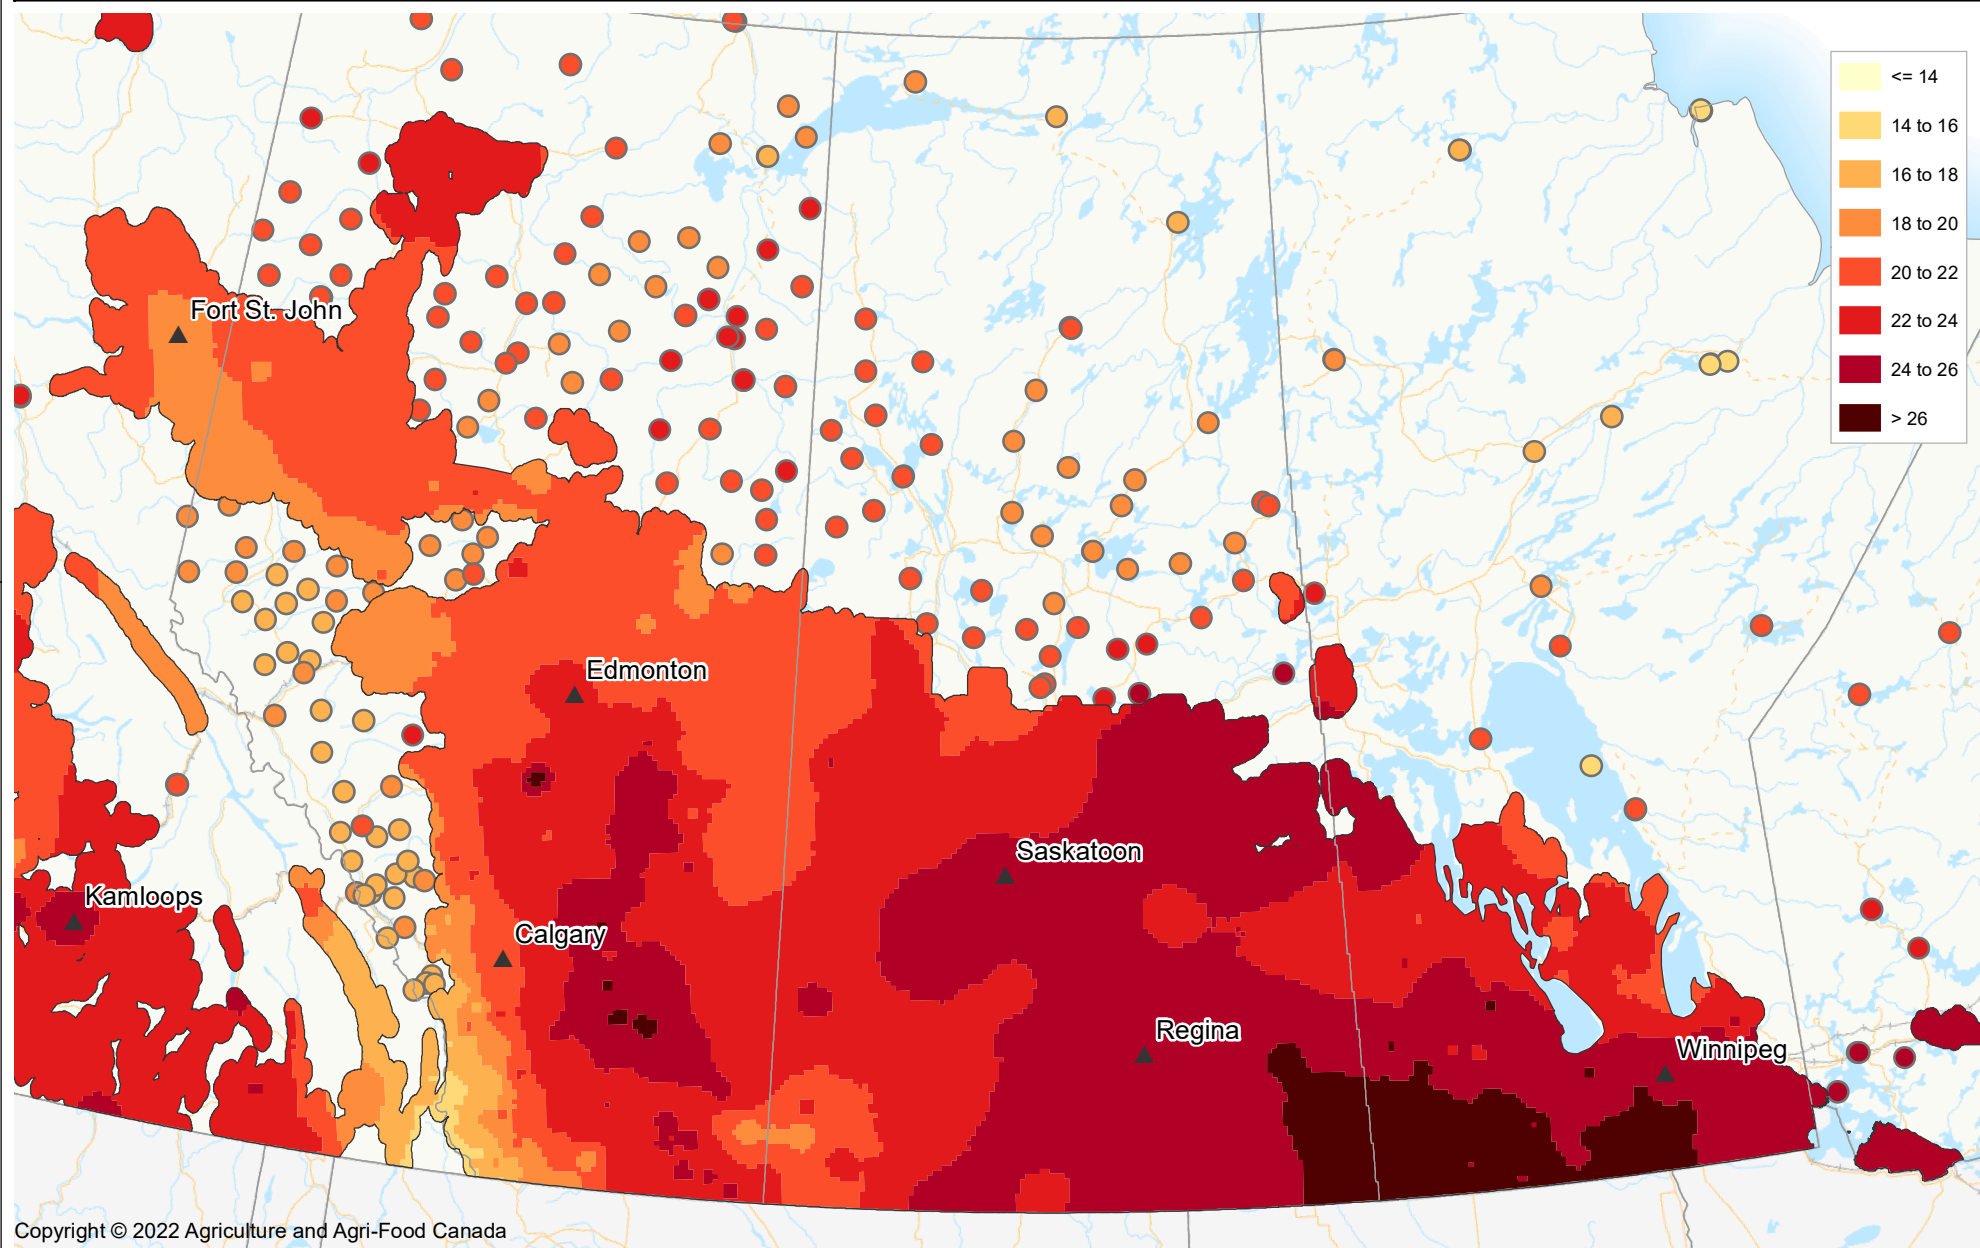 <= 14
14 to 16
16 to 18
18 to 20
20 to 22
22 to 24
24 to 26
> 26
Fort St. John
Edmonton
Saskatoon
Kamloops
Calgary
Regina
Winnipeg
Copyright © 2022 Agriculture and Agri-Food Canada